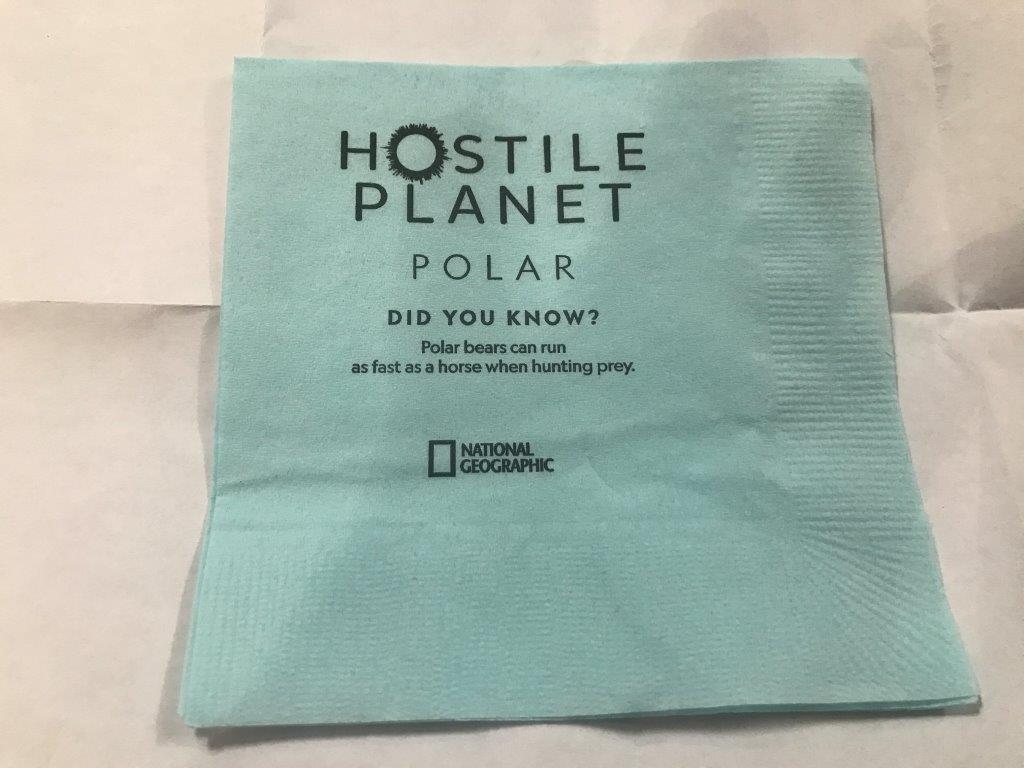 HOSTILE
PLANET
POLAR
DID YOU KNOW?
Polar bears can run
as fast as a horse when hunting prey.
NATIONAL
GEOGRAPHIC